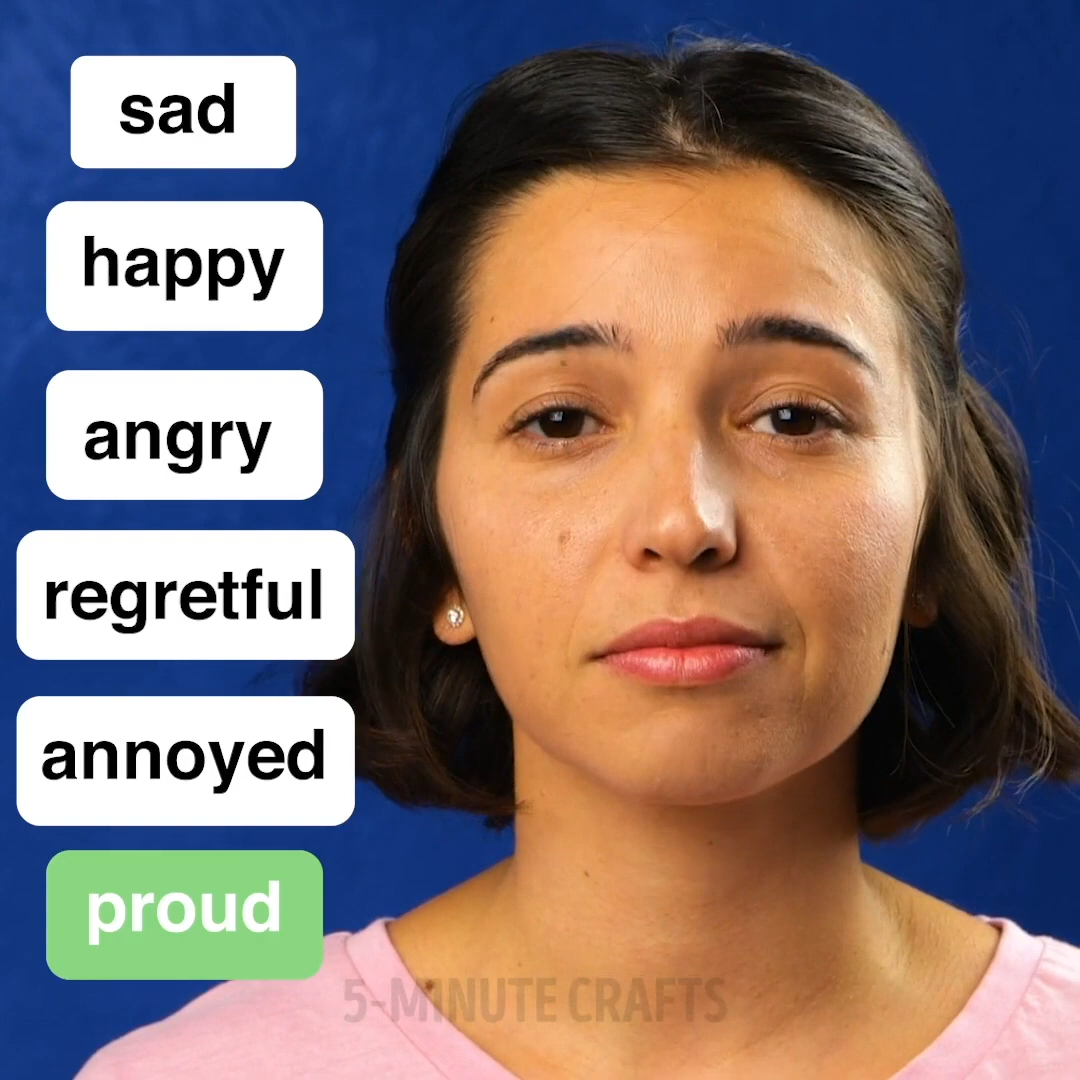 sad
happy
angry
regretful
annoyed
proud
5-MINUTE CRAFTS